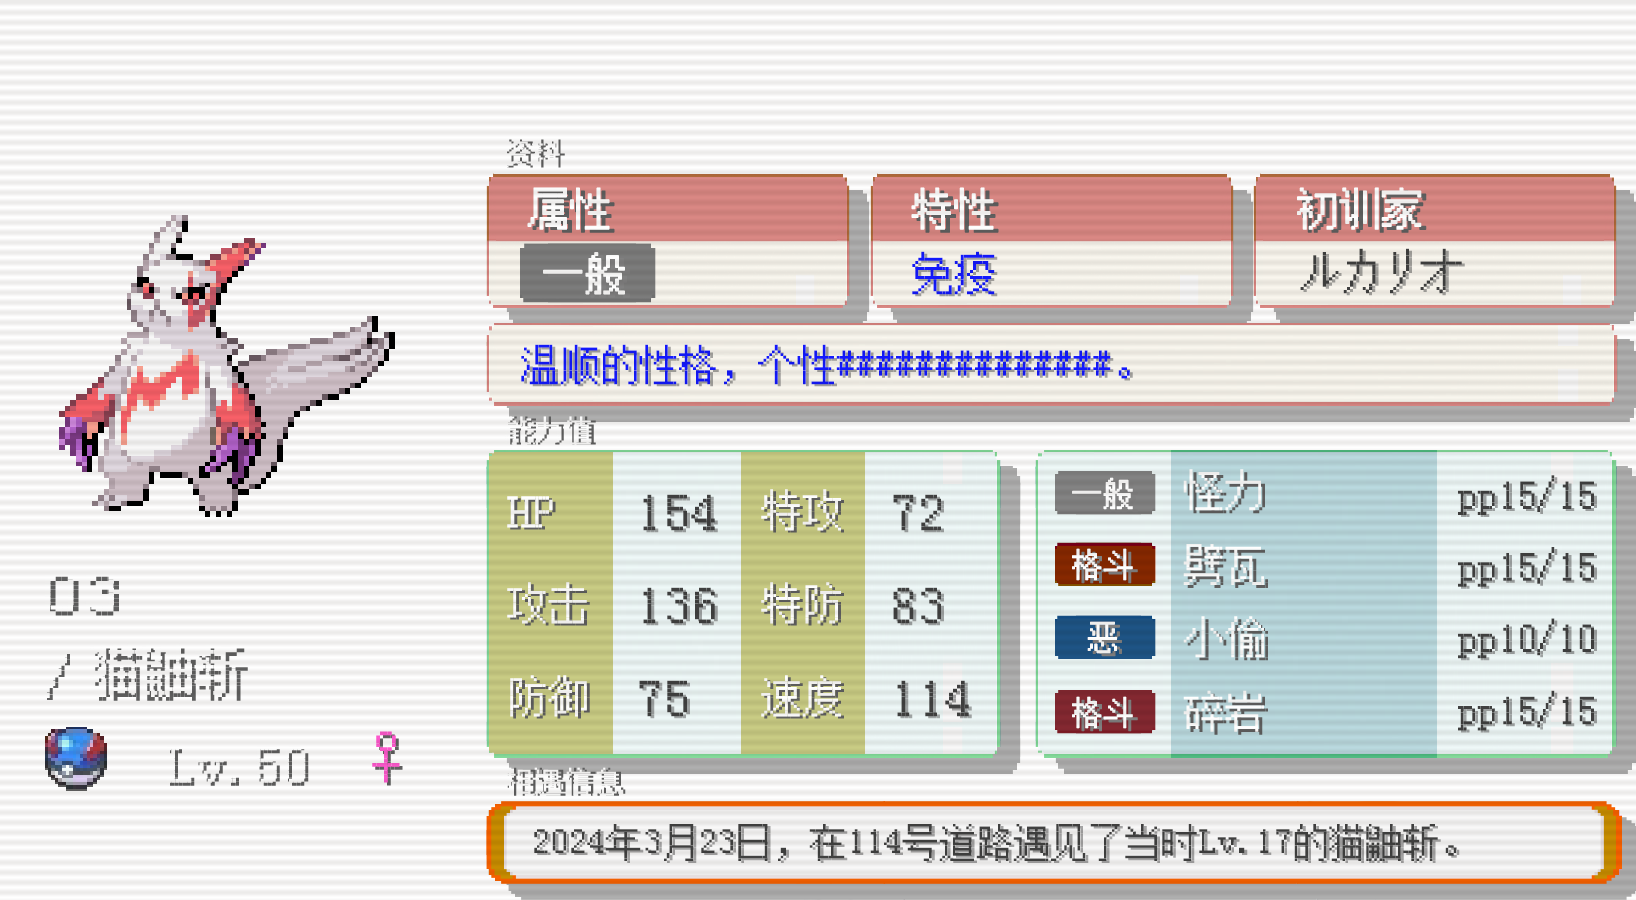 资料
属性 特性 初训家
一般 免疫 ルカリオ
温顺的性格，个性##############。
能力值
HP 154 特攻 72
攻击 136 特防 83
防御 75 速度 114
一般 怪力 pp15/15
格斗 劈瓦 pp15/15
恶 小偷 pp10/10
格斗 碎岩 pp15/15
03
/ 猫鼬斩
Lv.50 ♀
相遇信息
2024年3月23日，在114号道路遇见了当时Lv.17的猫鼬斩。